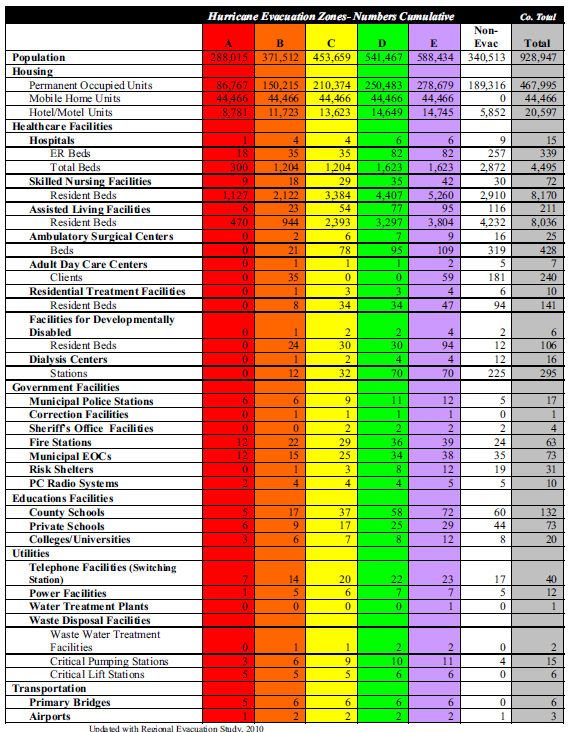 Hurricane Evacuation Zones- Numbers Cumulative Co. Total
A B C D E Non-Evac Total
Population 288,015 371,512 453,659 541,467 588,434 340,513 928,947
Housing
Permanent Occupied Units 86,767 150,215 210,374 250,483 278,679 189,316 467,995
Mobile Home Units 44,466 44,466 44,466 44,466 44,466 0 44,466
Hotel/Motel Units 8,781 11,723 13,623 14,649 14,745 5,852 20,597
Healthcare Facilities
Hospitals 1 4 4 6 6 9 15
ER Beds 18 35 35 82 82 257 339
Total Beds 300 1,204 1,204 1,623 1,623 2,872 4,495
Skilled Nursing Facilities 9 18 29 35 42 30 72
Resident Beds 1,127 2,122 3,384 4,407 5,260 2,910 8,170
Assisted Living Facilities 6 23 54 77 95 116 211
Resident Beds 470 944 2,393 3,297 3,804 4,232 8,036
Ambulatory Surgical Centers 0 2 6 7 9 16 25
Beds 0 21 78 95 109 319 428
Adult Day Care Centers 0 1 1 1 2 5 7
Clients 0 35 0 0 59 181 240
Residential Treatment Facilities 0 1 3 3 4 6 10
Resident Beds 0 8 34 34 47 94 141
Facilities for Developmentally
Disabled 0 1 2 2 4 2 6
Resident Beds 0 24 30 30 94 12 106
Dialysis Centers 0 1 2 4 4 12 16
Stations 0 12 32 70 70 225 295
Government Facilities
Municipal Police Stations 6 6 9 11 12 5 17
Correction Facilities 0 1 1 1 1 0 1
Sheriff's Office Facilities 0 0 2 2 2 2 4
Fire Stations 12 22 29 36 39 24 63
Municipal EOCs 12 15 25 34 38 35 73
Risk Shelters 0 1 3 8 12 19 31
PC Radio Systems 2 4 4 4 5 5 10
Educations Facilities
County Schools 5 17 37 58 72 60 132
Private Schools 6 9 17 25 29 44 73
Colleges/Universities 3 6 7 8 12 8 20
Utilities
Telephone Facilities (Switching
Station) 7 14 20 22 23 17 40
Power Facilities 1 5 6 7 7 5 12
Water Treatment Plants 0 0 0 0 1 0 1
Waste Disposal Facilities
Waste Water Treatment
Facilities 0 1 1 2 2 0 2
Critical Pumping Stations 3 6 9 10 11 4 15
Critical Lift Stations 5 5 5 6 6 0 6
Transportation
Primary Bridges 5 6 6 6 6 0 6
Airports 1 2 2 2 2 1 3
Updated with Regional Evacuation Study, 2010